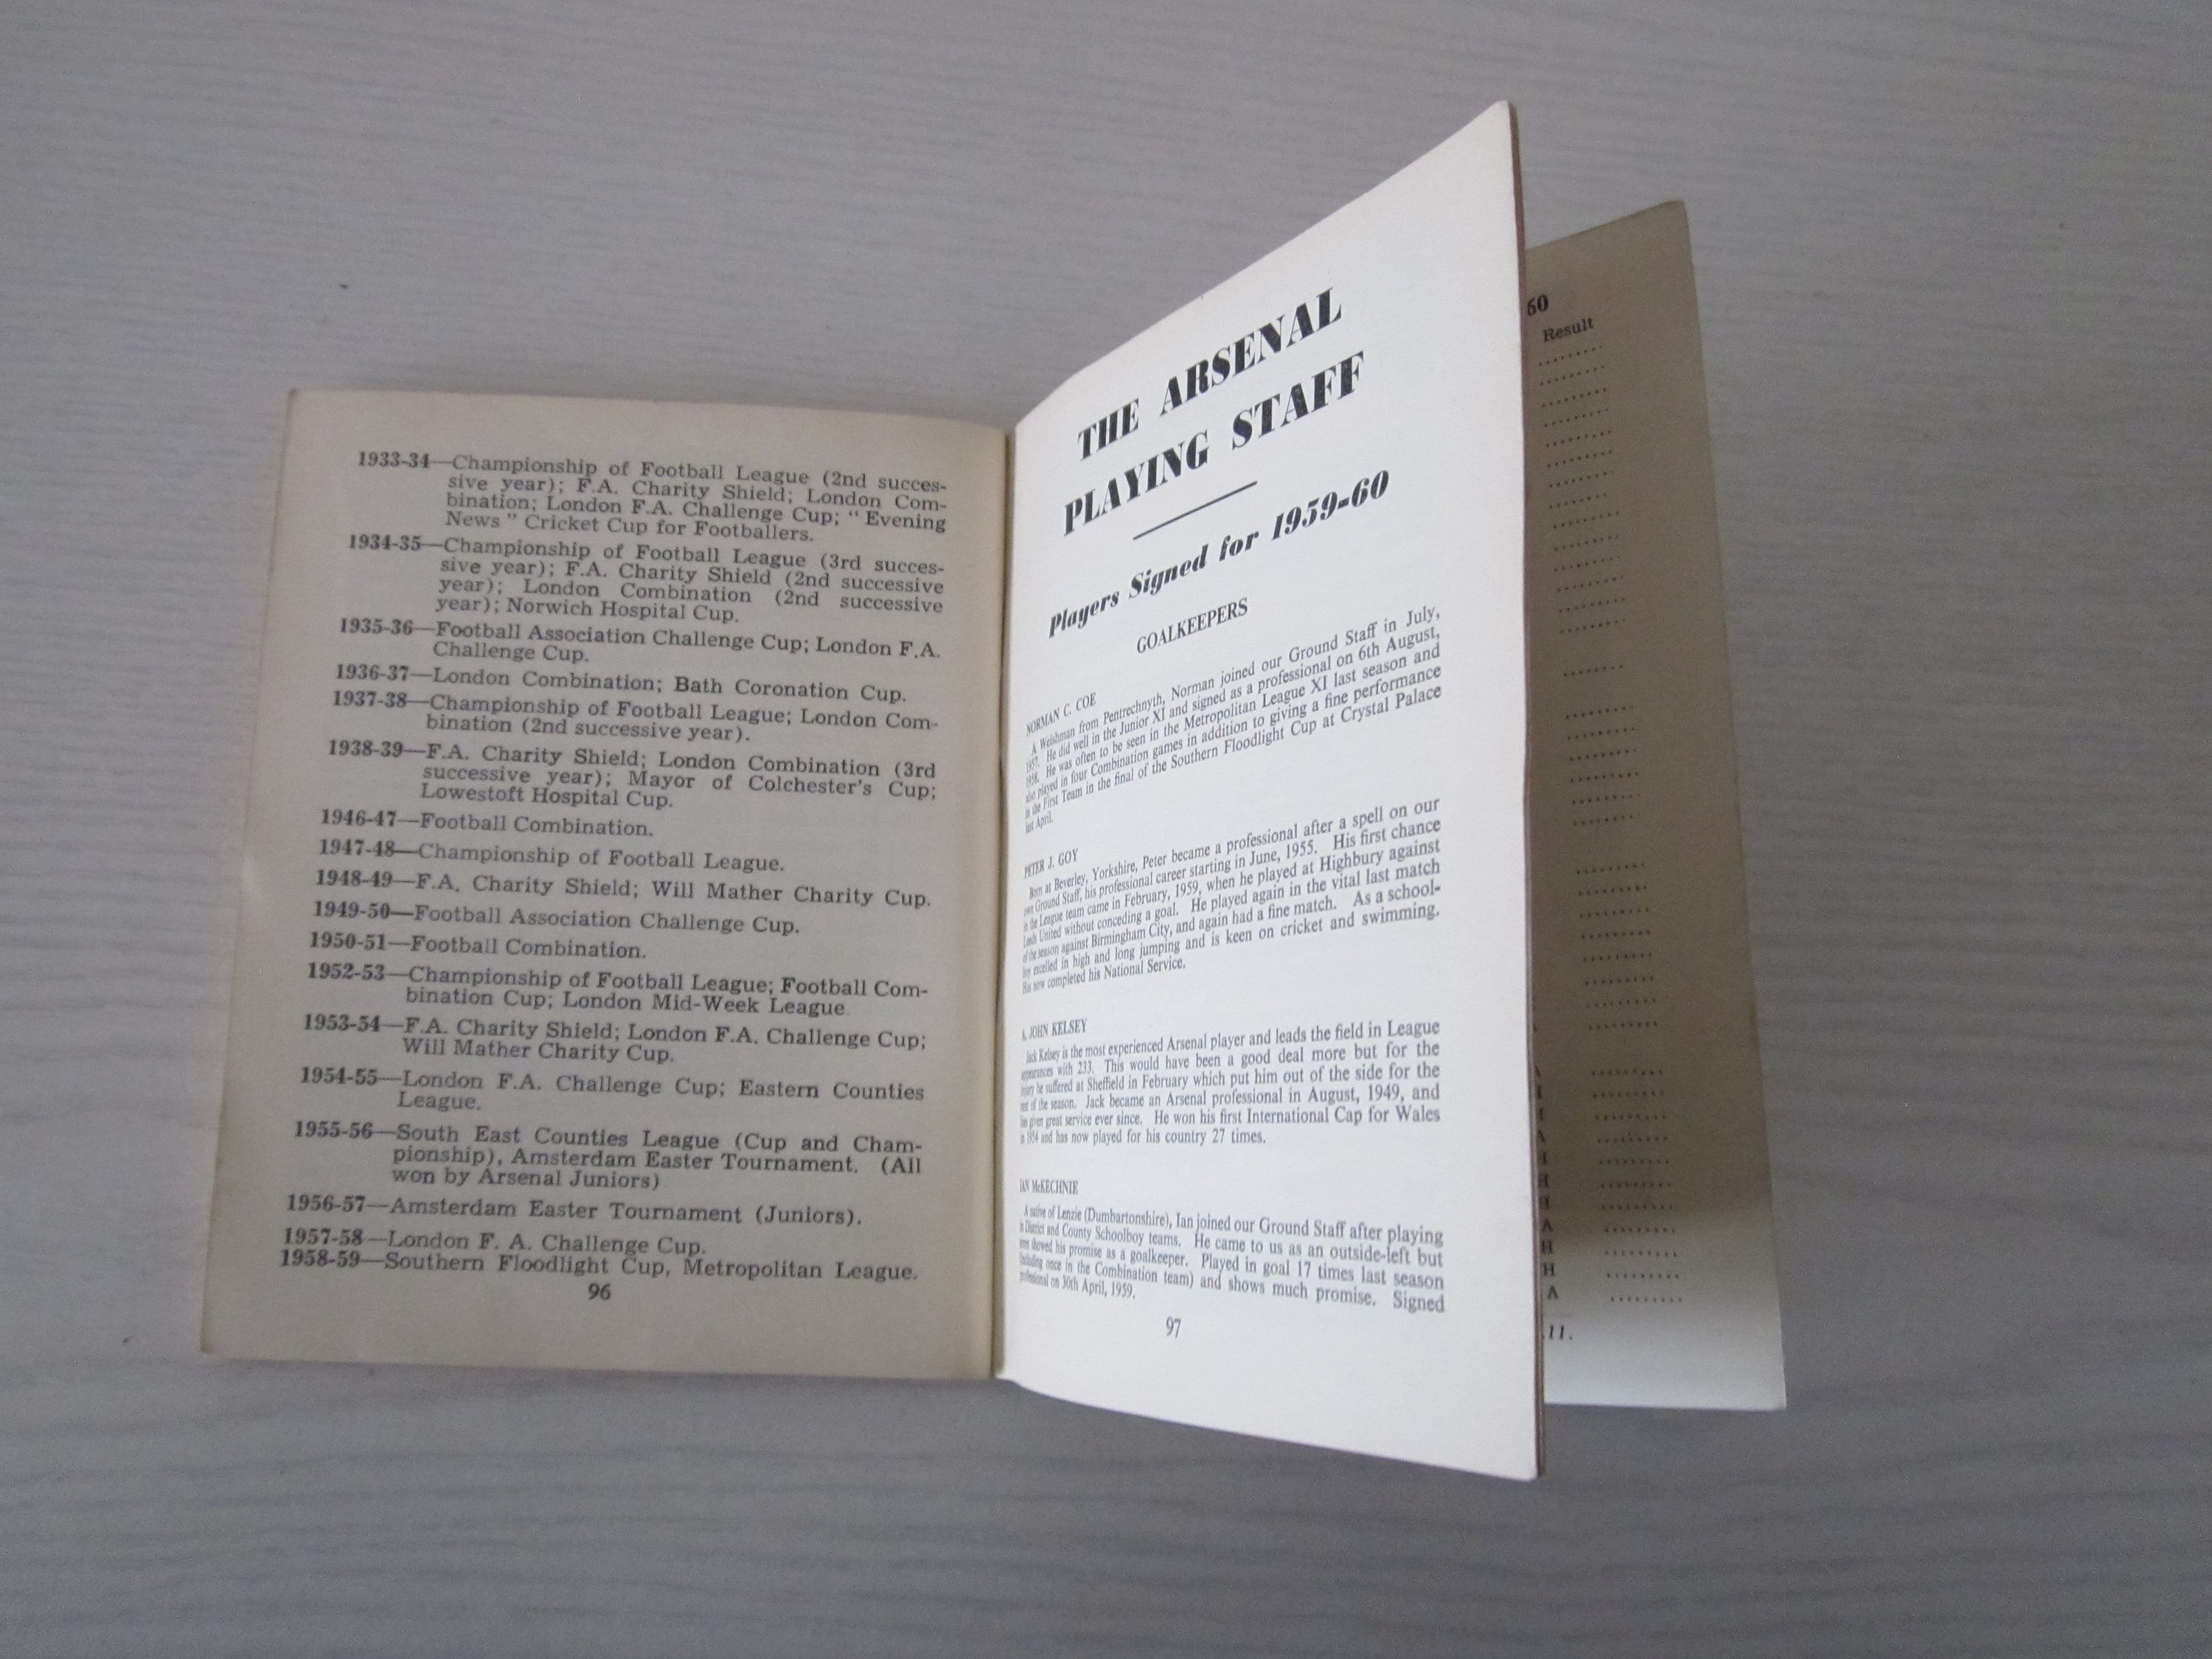 1933-34—Championship of Football League (2nd succes-
sive year); F.A. Charity Shield; London Com-
bination; London F.A. Challenge Cup; “ Evening
News ” Cricket Cup for Footballers.
1934-35—Championship of Football League (3rd succes-
sive year); F.A. Charity Shield (2nd successive
year); London Combination (2nd successive
year); Norwich Hospital Cup.
1935-36—Football Association Challenge Cup; London F.A.
Challenge Cup.
1936-37—London Combination; Bath Coronation Cup.
1937-38—Championship of Football League; London Com-
bination (2nd successive year).
1938-39—F.A. Charity Shield; London Combination (3rd
successive year); Mayor of Colchester's Cup;
Lowestoft Hospital Cup.
1946-47—Football Combination.
1947-48—Championship of Football League.
1948-49—F.A. Charity Shield; Will Mather Charity Cup.
1949-50—Football Association Challenge Cup.
1950-51—Football Combination.
1952-53—Championship of Football League; Football Com-
bination Cup; London Mid-Week League.
1953-54—F.A. Charity Shield; London F.A. Challenge Cup;
Will Mather Charity Cup.
1954-55—London F.A. Challenge Cup; Eastern Counties
League.
1955-56—South East Counties League (Cup and Cham-
pionship), Amsterdam Easter Tournament. (All
won by Arsenal Juniors)
1956-57—Amsterdam Easter Tournament (Juniors).
1957-58—London F. A. Challenge Cup.
1958-59—Southern Floodlight Cup, Metropolitan League.
96
THE ARSENAL
PLAYING STAFF
Players Signed for 1959-60
GOALKEEPERS
NORMAN C. COE
A Welshman from Pentrechnyth, Norman joined our Ground Staff in July,
1957. He did well in the Junior XI and signed as a professional on 6th August,
1958. He was often to be seen in the Metropolitan League XI last season and
also played in four Combination games in addition to giving a fine performance
in the First Team in the final of the Southern Floodlight Cup at Crystal Palace
last April.
PETER J. GOY
Born at Beverley, Yorkshire, Peter became a professional after a spell on our
own Ground Staff, his professional career starting in June, 1955. His first chance
in the League team came in February, 1959, when he played at Highbury against
Leeds United without conceding a goal. He played again in the vital last match
of the season against Birmingham City, and again had a fine match. As a school-
boy excelled in high and long jumping and is keen on cricket and swimming.
Has now completed his National Service.
A. JOHN KELSEY
Jack Kelsey is the most experienced Arsenal player and leads the field in League
appearances with 233. This would have been a good deal more but for the
injury he suffered at Sheffield in February which put him out of the side for the
rest of the season. Jack became an Arsenal professional in August, 1949, and
has given great service ever since. He won his first International Cap for Wales
in 1954 and has now played for his country 27 times.
IAN McKECHNIE
A native of Lenzie (Dumbartonshire), Ian joined our Ground Staff after playing
in District and County Schoolboy teams. He came to us as an outside-left but
soon showed his promise as a goalkeeper. Played in goal 17 times last season
(including once in the Combination team) and shows much promise. Signed
professional on 30th April, 1959.
97
60
Result
A
H
H
A
H
H
A
11.